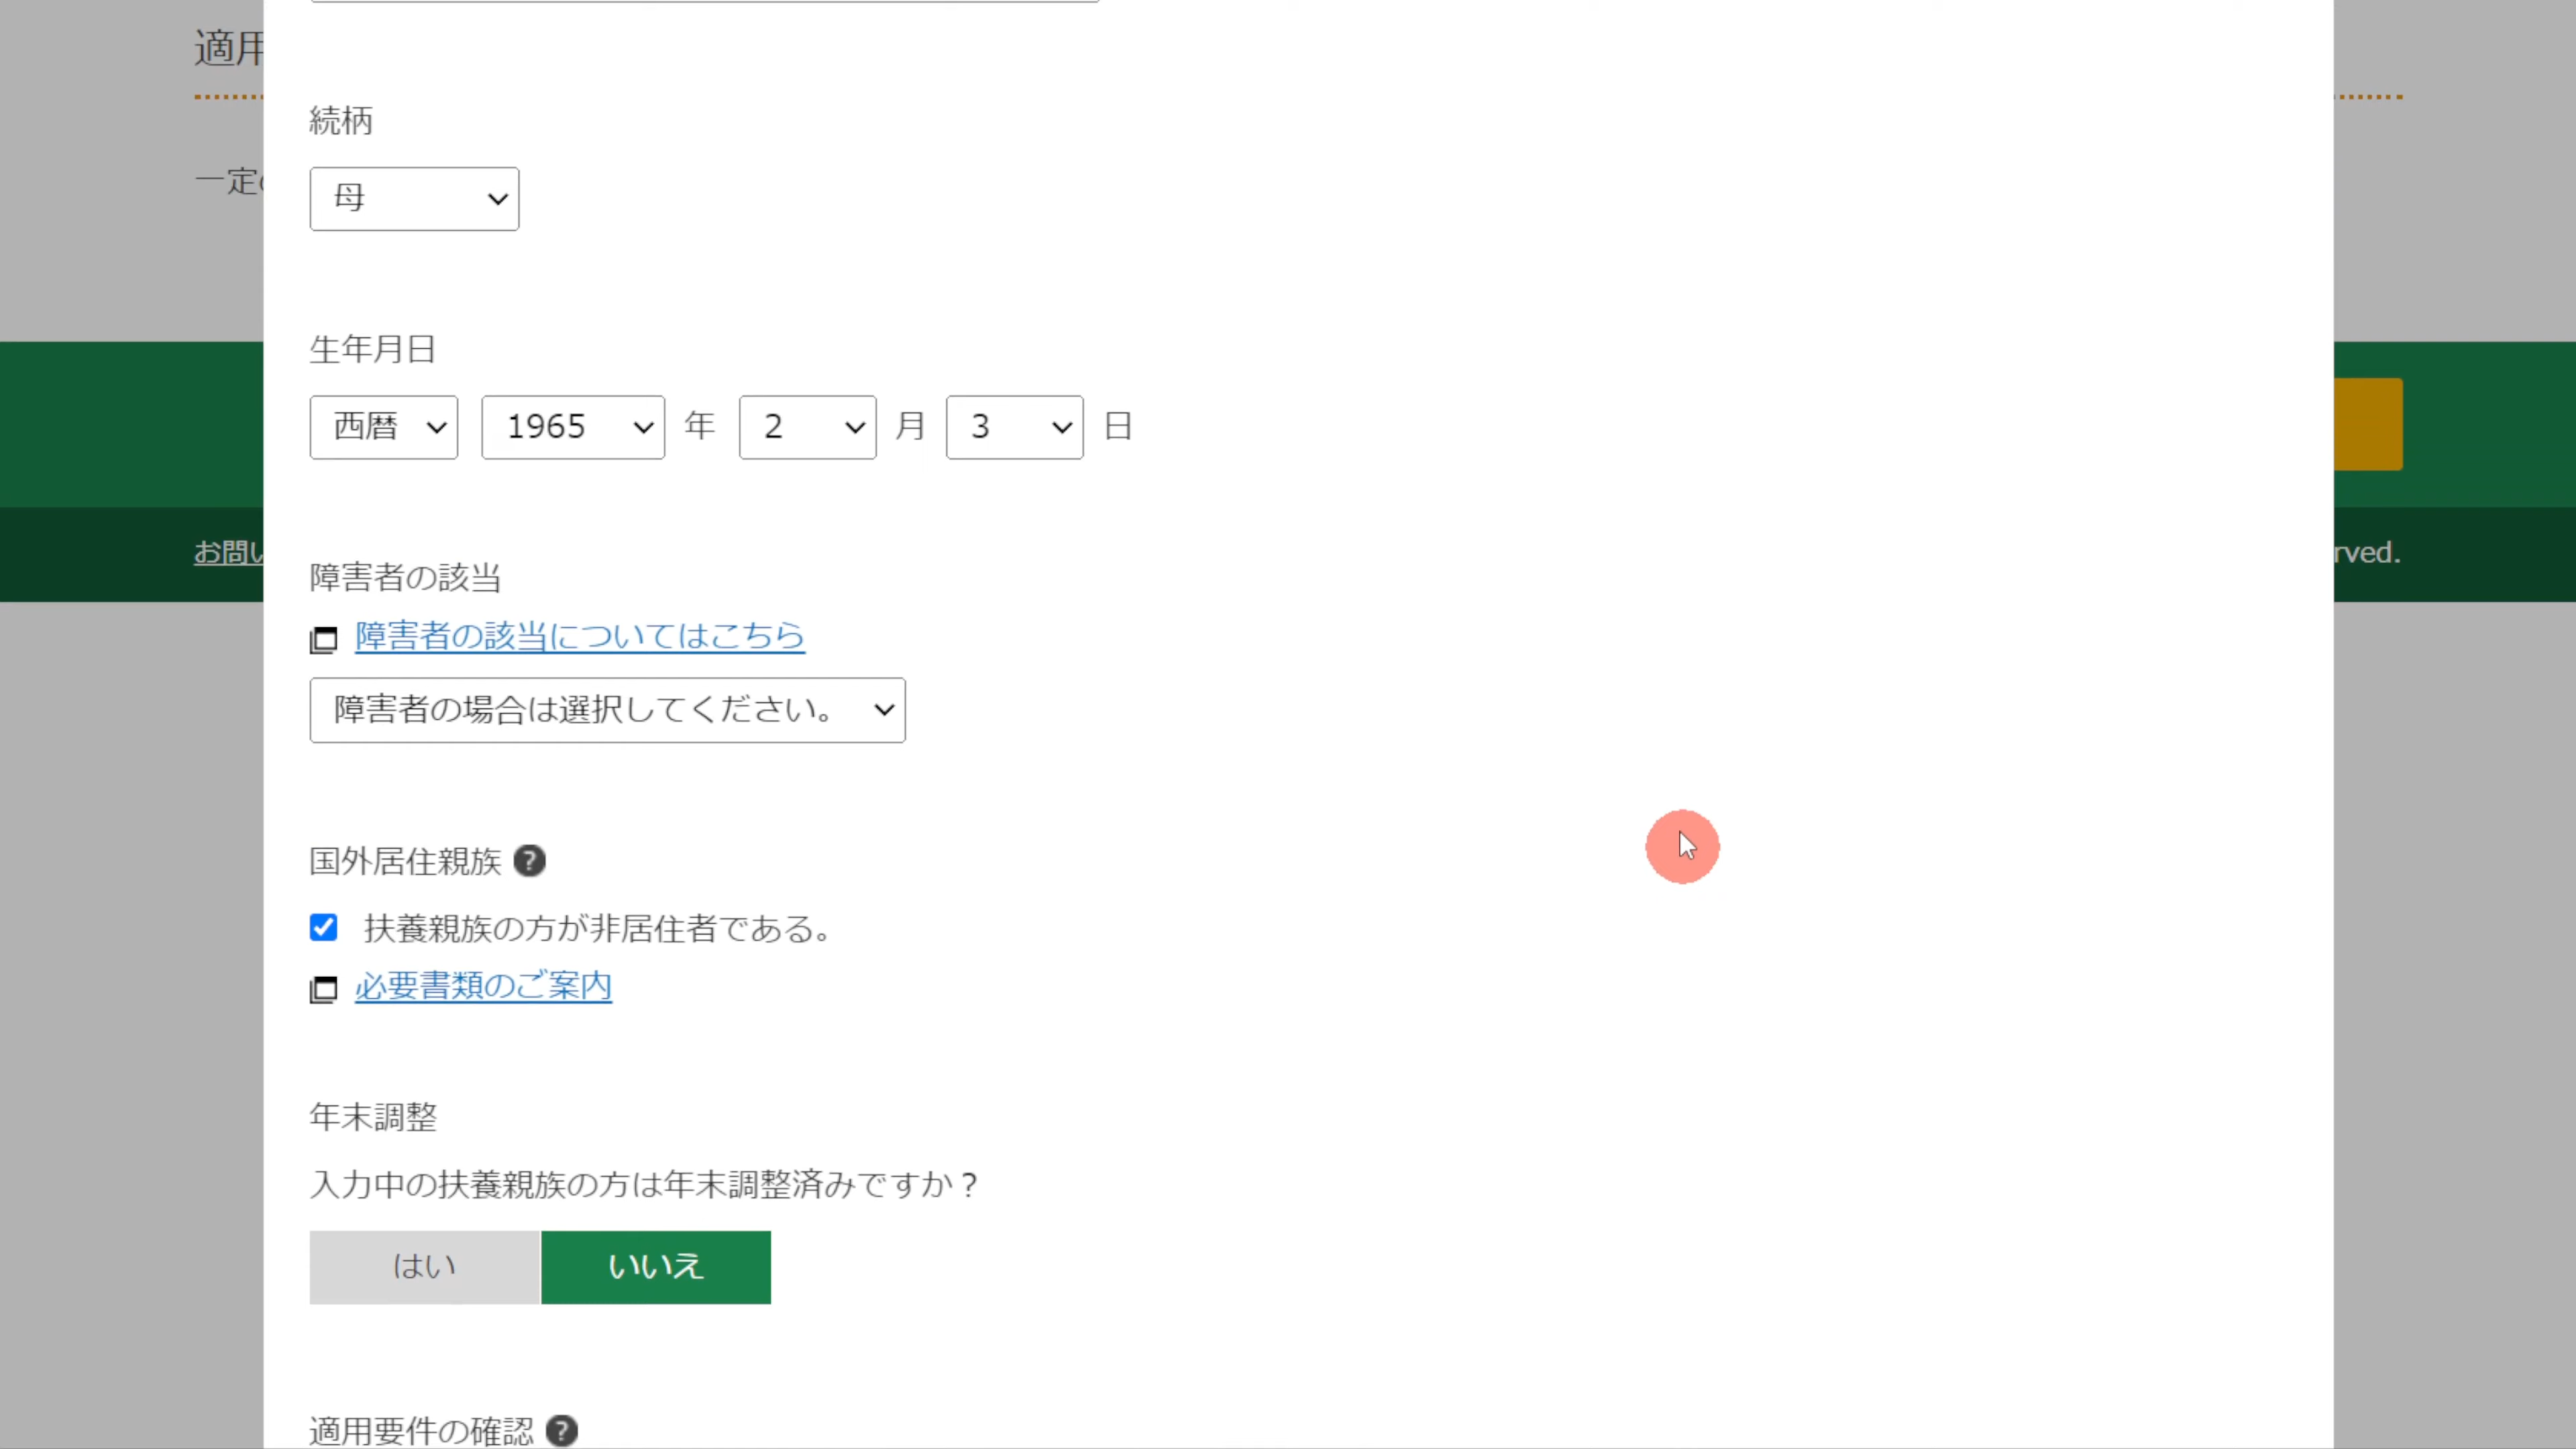 適用
一定
続柄
母
生年月日
西暦 1965 年 2 月 3 日
障害者の該当
障害者の該当についてはこちら
障害者の場合は選択してください。
お問い
rved.
国外居住親族 ?
扶養親族の方が非居住者である。
必要書類のご案内
年末調整
入力中の扶養親族の方は年末調整済みですか？
はい いいえ
適用要件の確認 ?